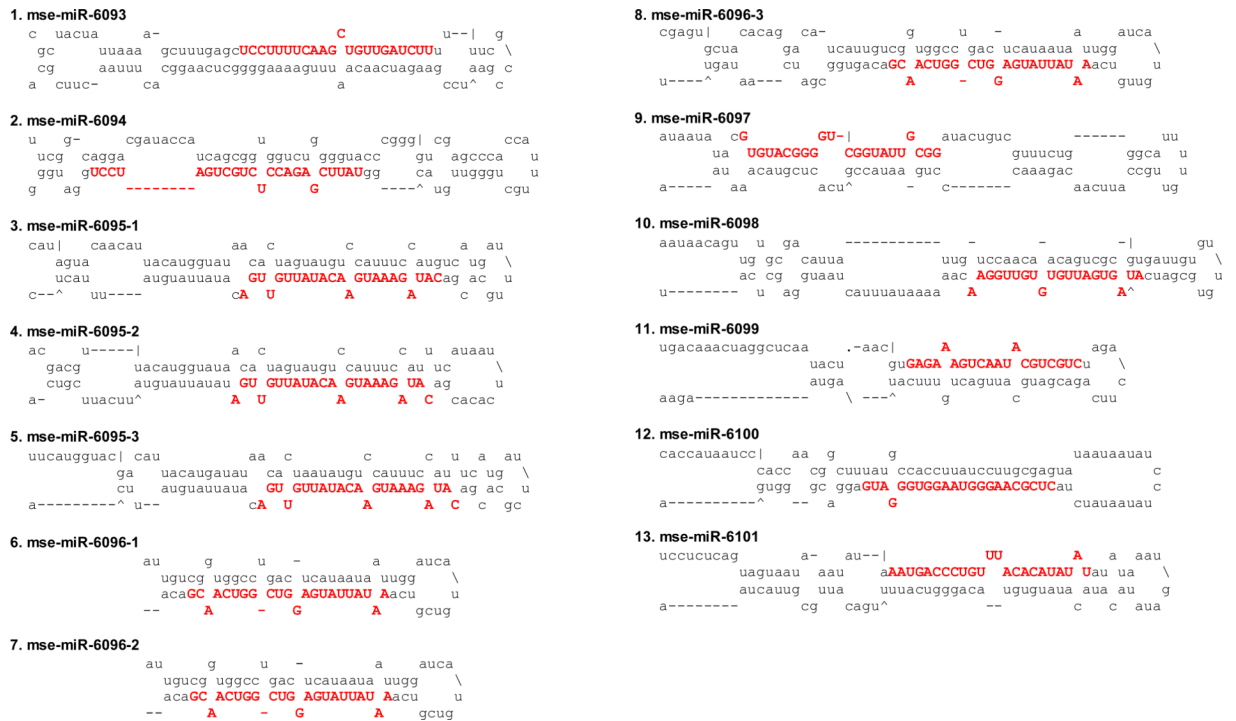 1. mse-miR-6093
c uacuaa a- C u--| g
gc uuaaa gcuuugagcUCCUUUUCAAG UGUUGAUCUUu uuc \
cg aauuu cggaacucggggaaaaguuu acaacuagaag aag c
a cuuc- ca a ccu^ c
2. mse-miR-6094
u g- cgauacca u g cggg| cg cca
ucg cagga ucagcgg gggucu ggguacc gu agccca u
ggu gUCCU AGUCGUC CCAGA CUUAUgg ca uugggu u
g ag -------- U G ----^ ug cgu
3. mse-miR-6095-1
cau| caacau aa c c c a au
agua uacaugguau ca uaguaugu cauuuc auguc ug \
ucau auguauuaua GU GUUAUACA GUAAAG UACag ac u
c--^ uu---- cA U A A c gu
4. mse-miR-6095-2
ac u-----| a c c c u auaau
gacg uacaugguaua ca uaguaugu cauuuc au uc \
cugc auguauuauau GU GUUAUACA GUAAAG UA ag u
a- uuacuu^ A U A A C cacac
5. mse-miR-6095-3
uucaugguac| cau aa c c c u a au
ga uacaugauau ca uaauaugu cauuuc au uc ug \
cu auguauuaua GU GUUAUACA GUAAAGU UA ag ac u
a---------^ u-- cA U A A C c gc
6. mse-miR-6096-1
au g u - a auca
ugucg uggcc gac ucauaaua uugg \
acaGC ACUGG CUG AGUAUUAU Aacu u
-- A - G A gcug
7. mse-miR-6096-2
au g u - a auca
ugucg uggcc gac ucauaaua uugg \
acaGC ACUGG CUG AGUAUUAU Aacu u
-- A - G A gcug
8. mse-miR-6096-3
cgagu| cacag ca- g u - a auca
gcua ga ucauugucg uggcc gac ucauaaua uugg \
ugau cu ggugacaGC ACUGG CUG AGUAUUAU Aacu u
u----^ aa--- agc A - G A guug
9. mse-miR-6097
auaaua cG GU-| G auacuguc ------ uu
ua UGUACGGG CGGUAUU CGG guuucug ggca u
au acaugcuc gccauaa guc caaagac ccgu u
a----- aa acu^ - c------- aacuua ug
10. mse-miR-6098
aauaacagu u ga ----------- - - -| gu
ug gc cauua uug uccaaca acagucgc gugauugu \
ac cg guaau aac AGGUUGU UGUUAGUG UAcuagcg u
u-------- u ag cauuuauaaaa A G A^ ug
11. mse-miR-6099
ugacaaacuaggcucaa .-aac| A A aga
uacu guGAGA AGUCAAU CGUCGUCu \
auga uacuuu ucaguua guagcaga c
aaga------------- \ ---^ g c cuu
12. mse-miR-6100
caccauaaucc| aa g g uaauaauau
cacc cg cuuuau ccaccuuauccuugcgagua c
gugg gc ggaGUA GGUGGAAUGGGAACGCUCau c
a----------^ -- a G cuauaauau
13. mse-miR-6101
uccucucag a- au--| UU A a aau
uaguaau aau aAAUGACCCUGU ACACAUAU Uau ua \
aucauug uua uuuacugggaca uguguaua aua au g
a-------- cg cagu^ -- c c aua